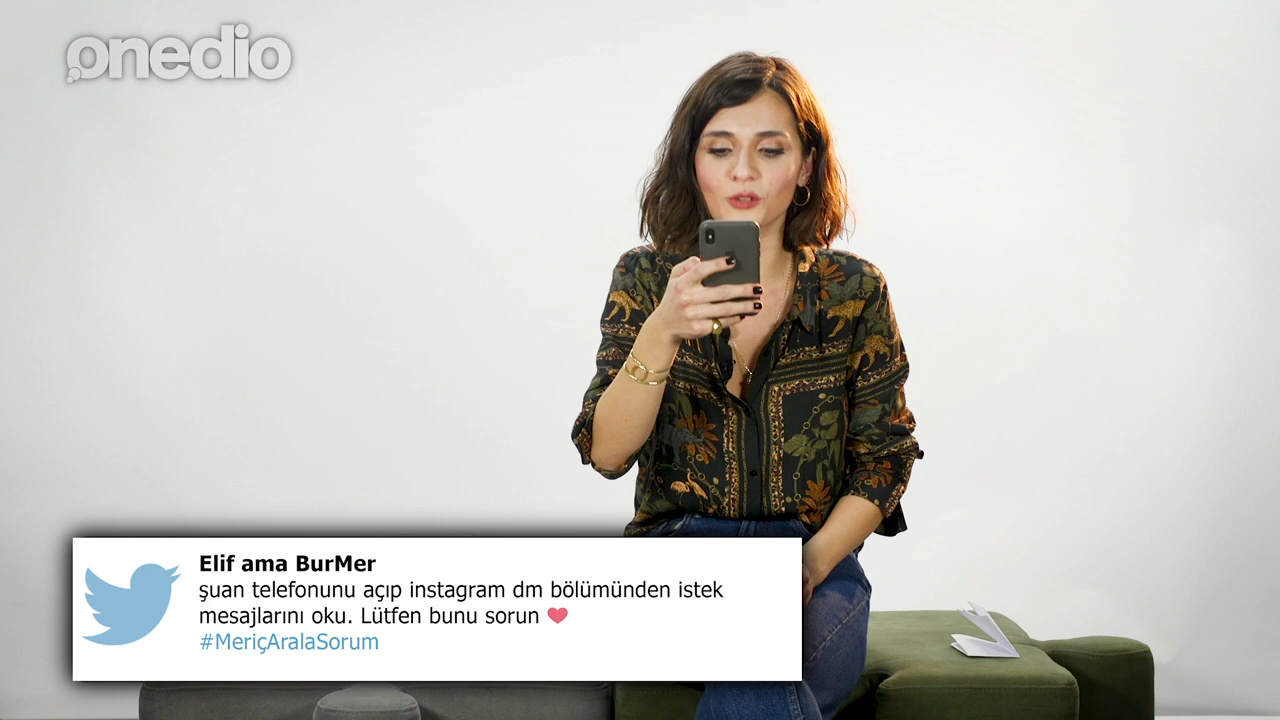 onedio
Elif ama BurMer
şuan telefonunu açıp instagram dm bölümünden istek
mesajlarını oku. Lütfen bunu sorun ❤
#MeriçAralaSorum